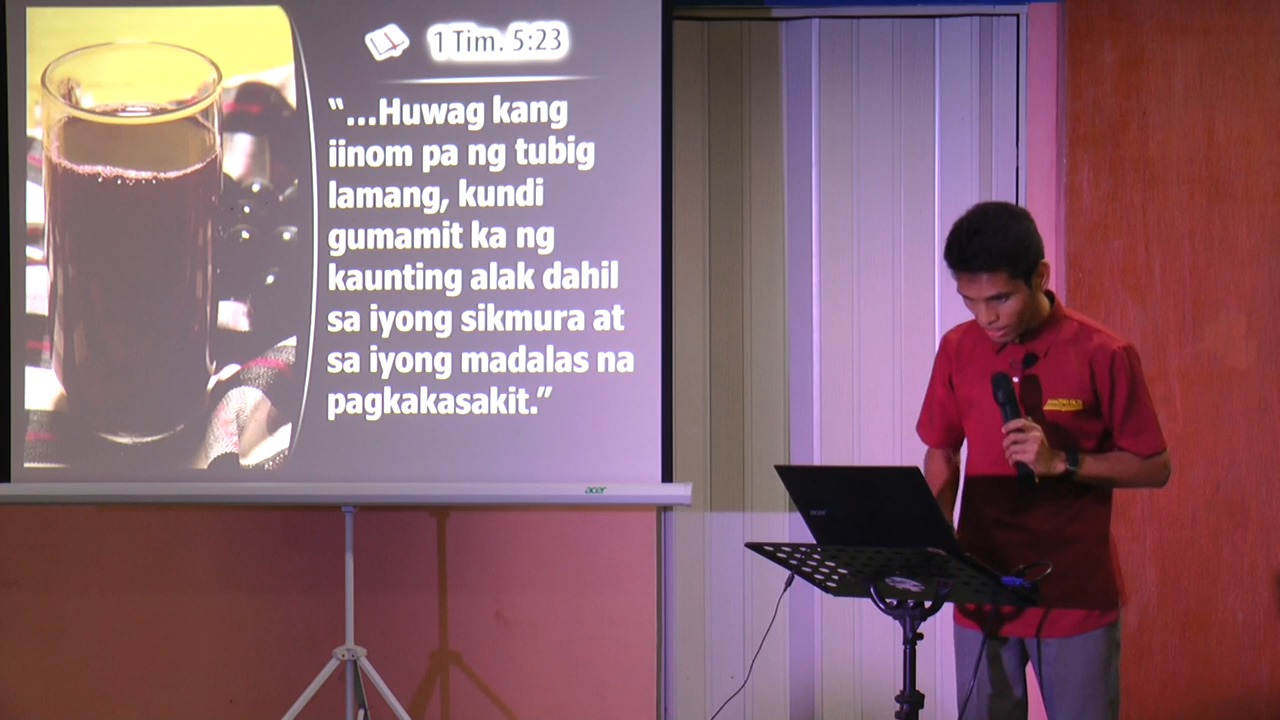 1 Tim. 5:23
“...Huwag kang
iinom pa ng tubig
lamang, kundi
gumamit ka ng
kaunting alak dahil
sa iyong sikmura at
sa iyong madalas na
pagkakasakit.”
acer
acer